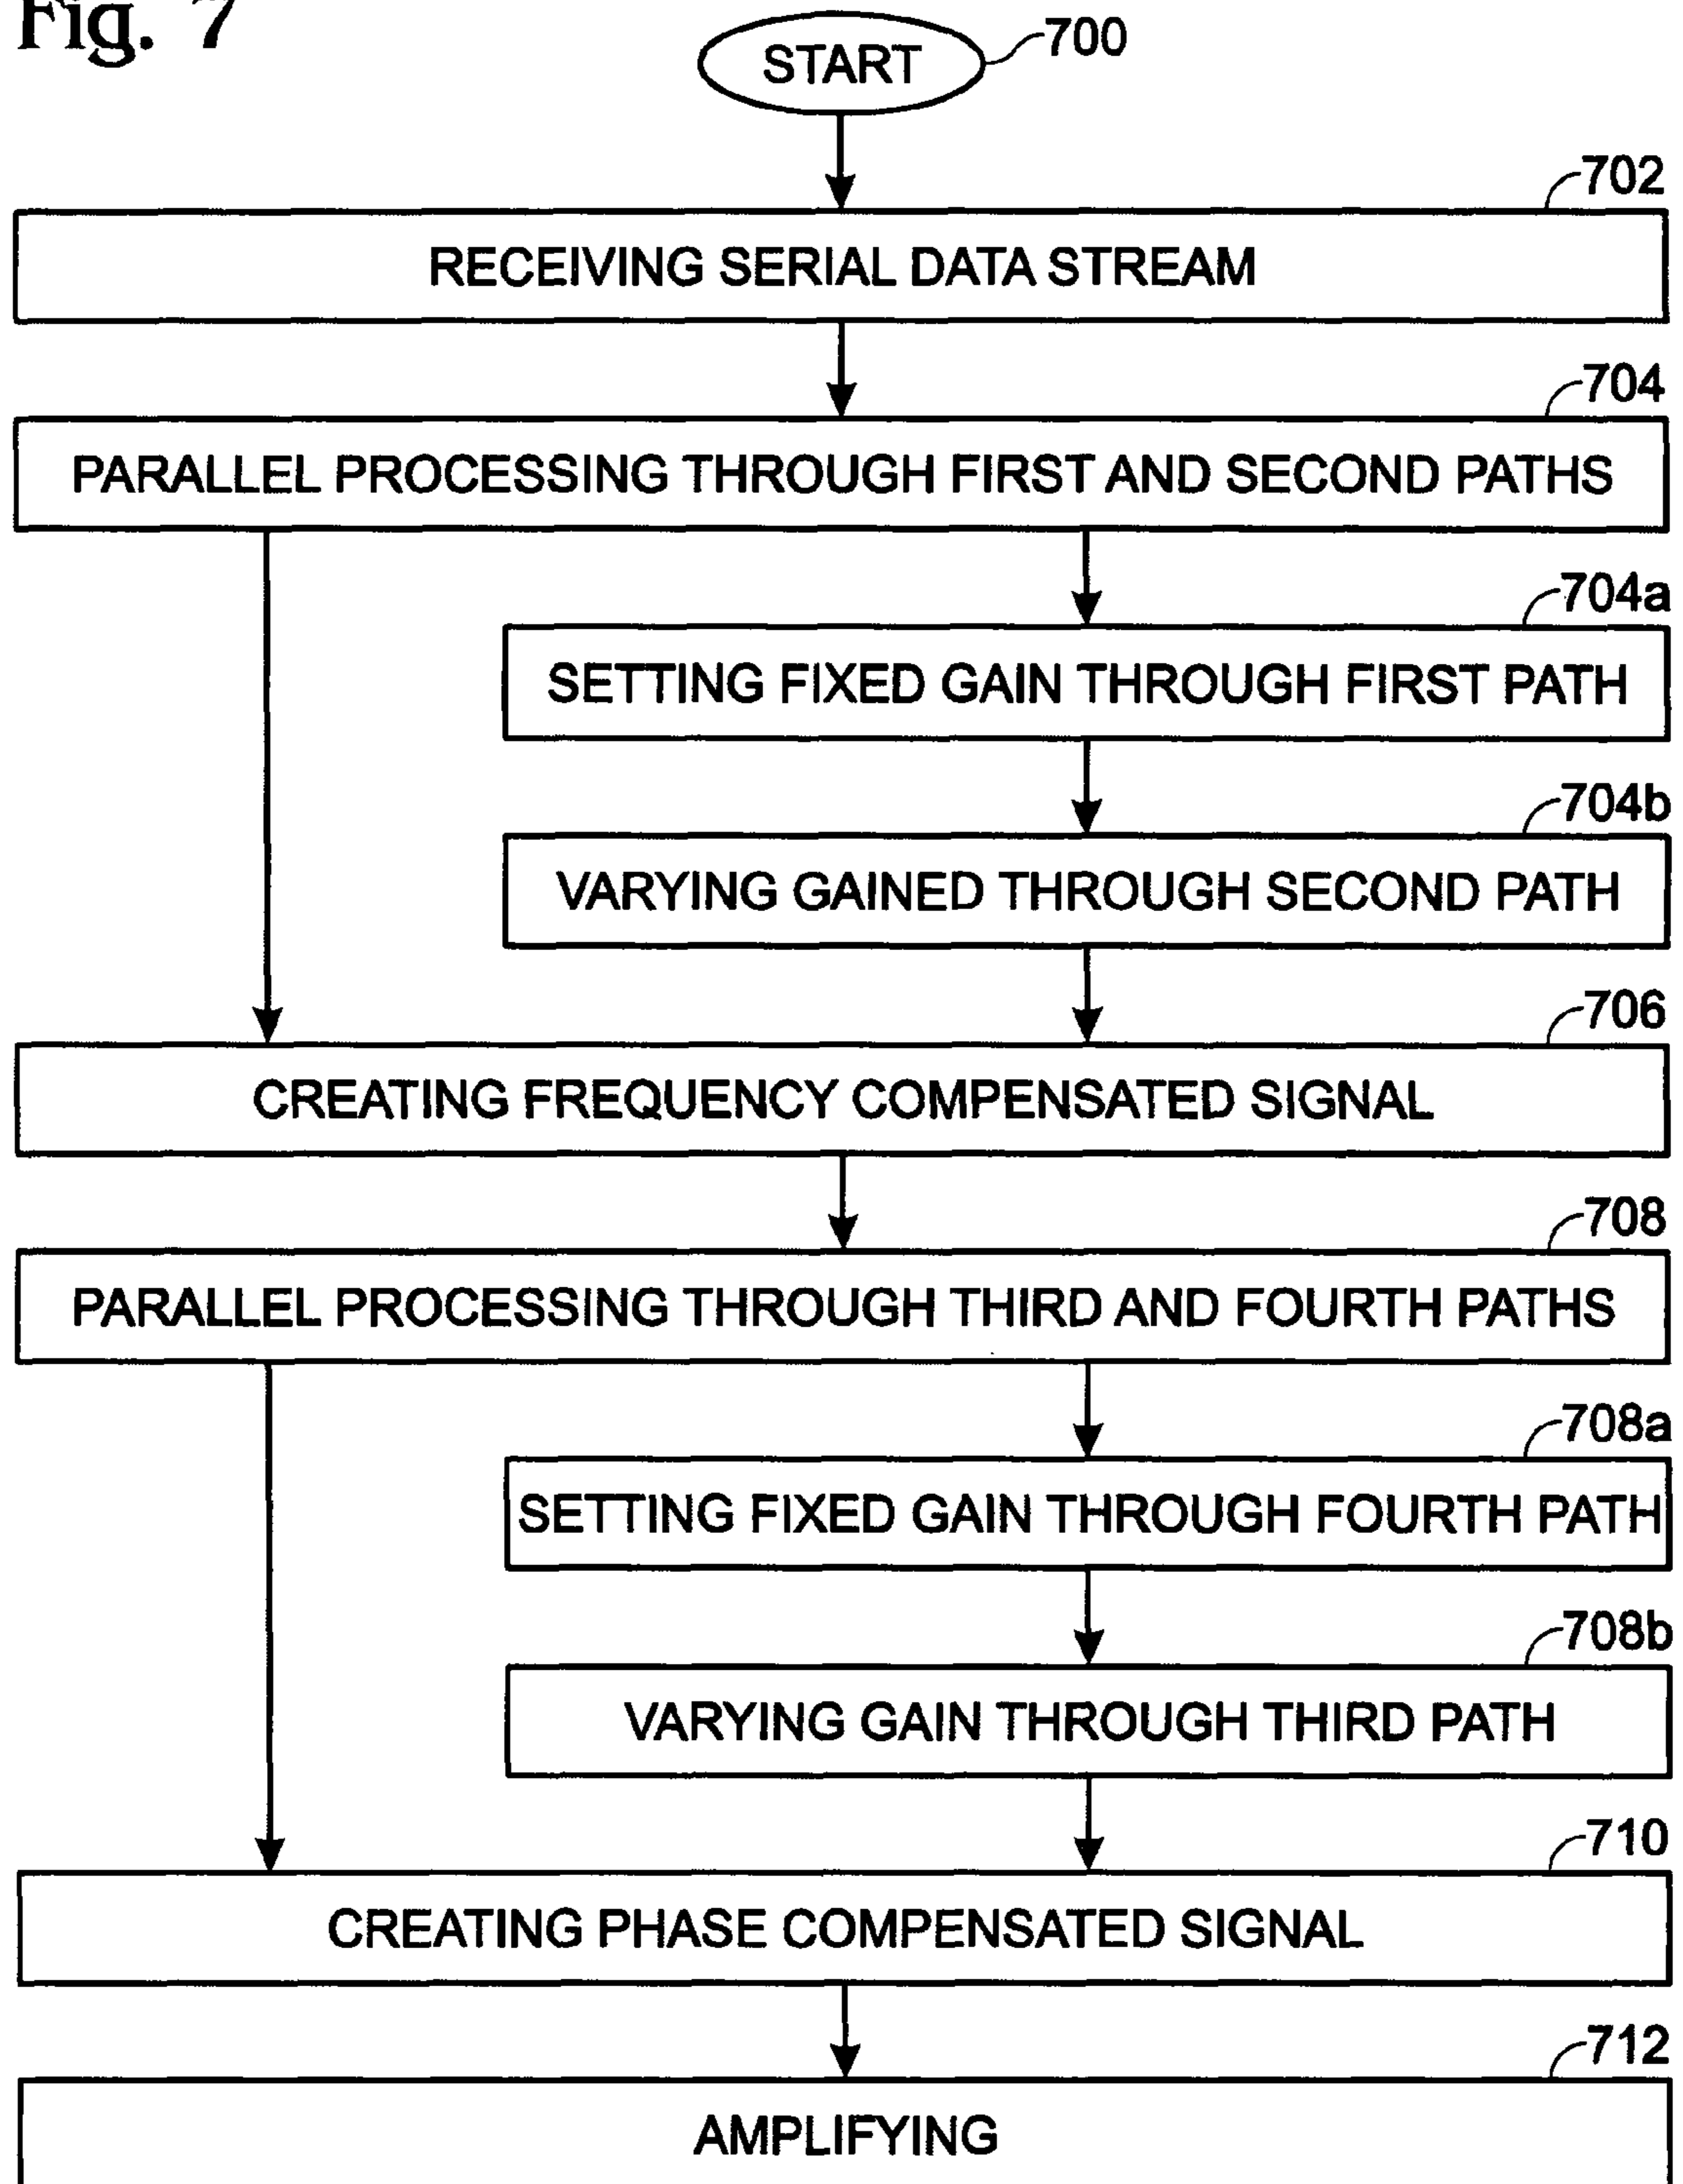 Fig. 7
START
700
702
RECEIVING SERIAL DATA STREAM
704
PARALLEL PROCESSING THROUGH FIRST AND SECOND PATHS
704a
SETTING FIXED GAIN THROUGH FIRST PATH
704b
VARYING GAINED THROUGH SECOND PATH
706
CREATING FREQUENCY COMPENSATED SIGNAL
708
PARALLEL PROCESSING THROUGH THIRD AND FOURTH PATHS
708a
SETTING FIXED GAIN THROUGH FOURTH PATH
708b
VARYING GAIN THROUGH THIRD PATH
710
CREATING PHASE COMPENSATED SIGNAL
712
AMPLIFYING